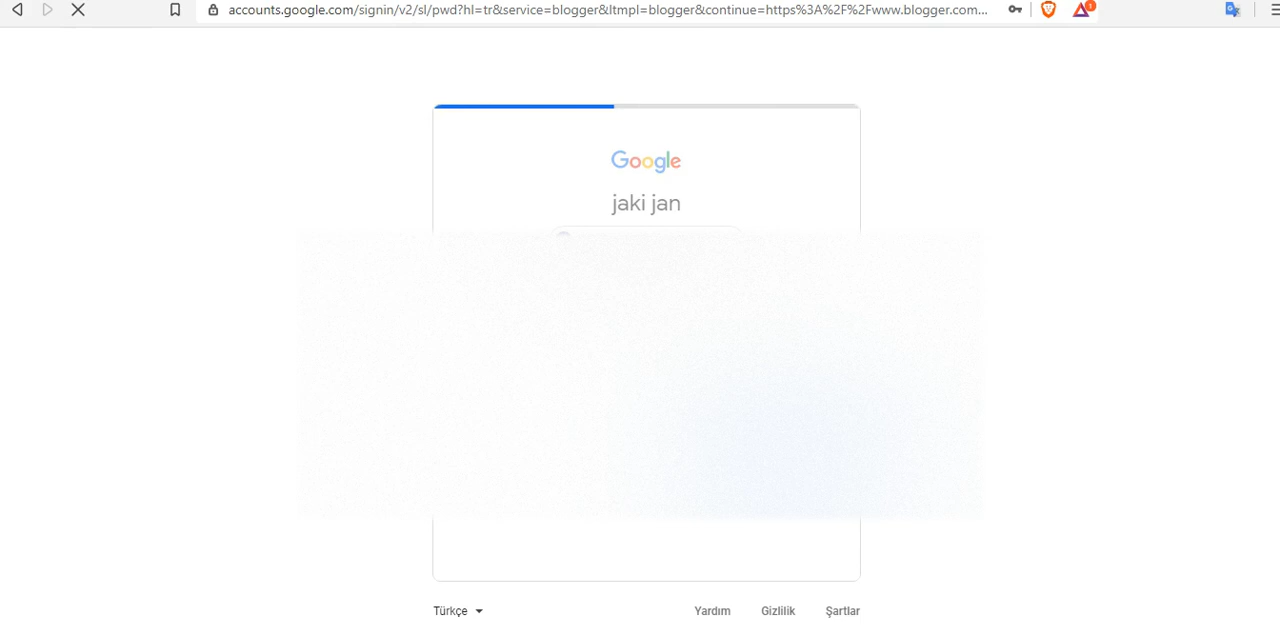 accounts.google.com/signin/v2/sl/pwd?hl=tr&service=blogger&ltmpl=blogger&continue=https%3A%2F%2Fwww.blogger.com...
1
Google
jaki jan
Türkçe
Yardım Gizlilik Şartlar